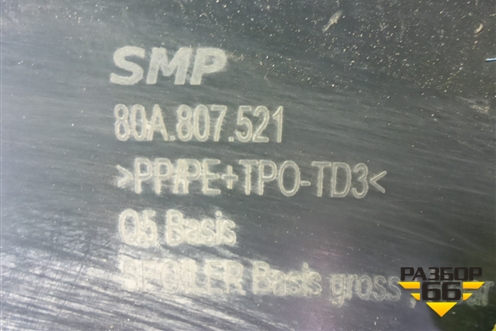 SMP
80A.807.521
>PP/PE+TPO-TD3<
Q5 Basis
SPOILER Basis gross
РАЗБОР
66